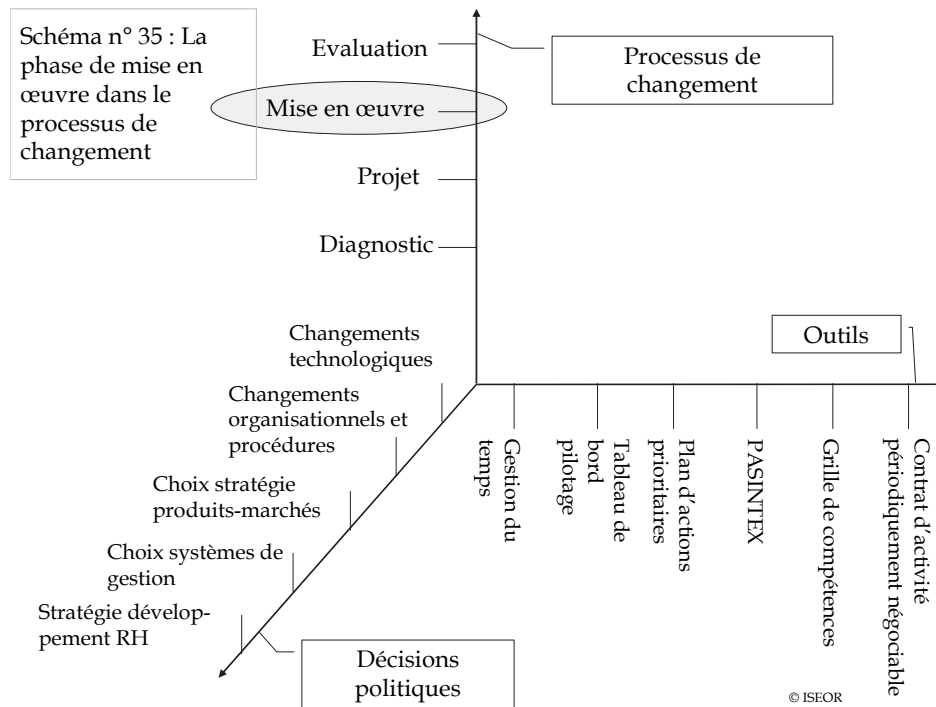 Schéma n° 35 : La
phase de mise en
œuvre dans le
processus de
changement
Evaluation
Processus de
changement
Mise en œuvre
Projet
Diagnostic
Changements
technologiques
Outils
Changements
organisationnels et
procédures
Choix stratégie
produits-marchés
Choix systèmes de
gestion
Stratégie dévelop-
pement RH
Décisions
politiques
Gestion du
temps
Tableau de
bord
pilotage
Plan d’actions
prioritaires
PASINTEX
Grille de compétences
Contrat d’activité
périodiquement négociable
© ISEOR